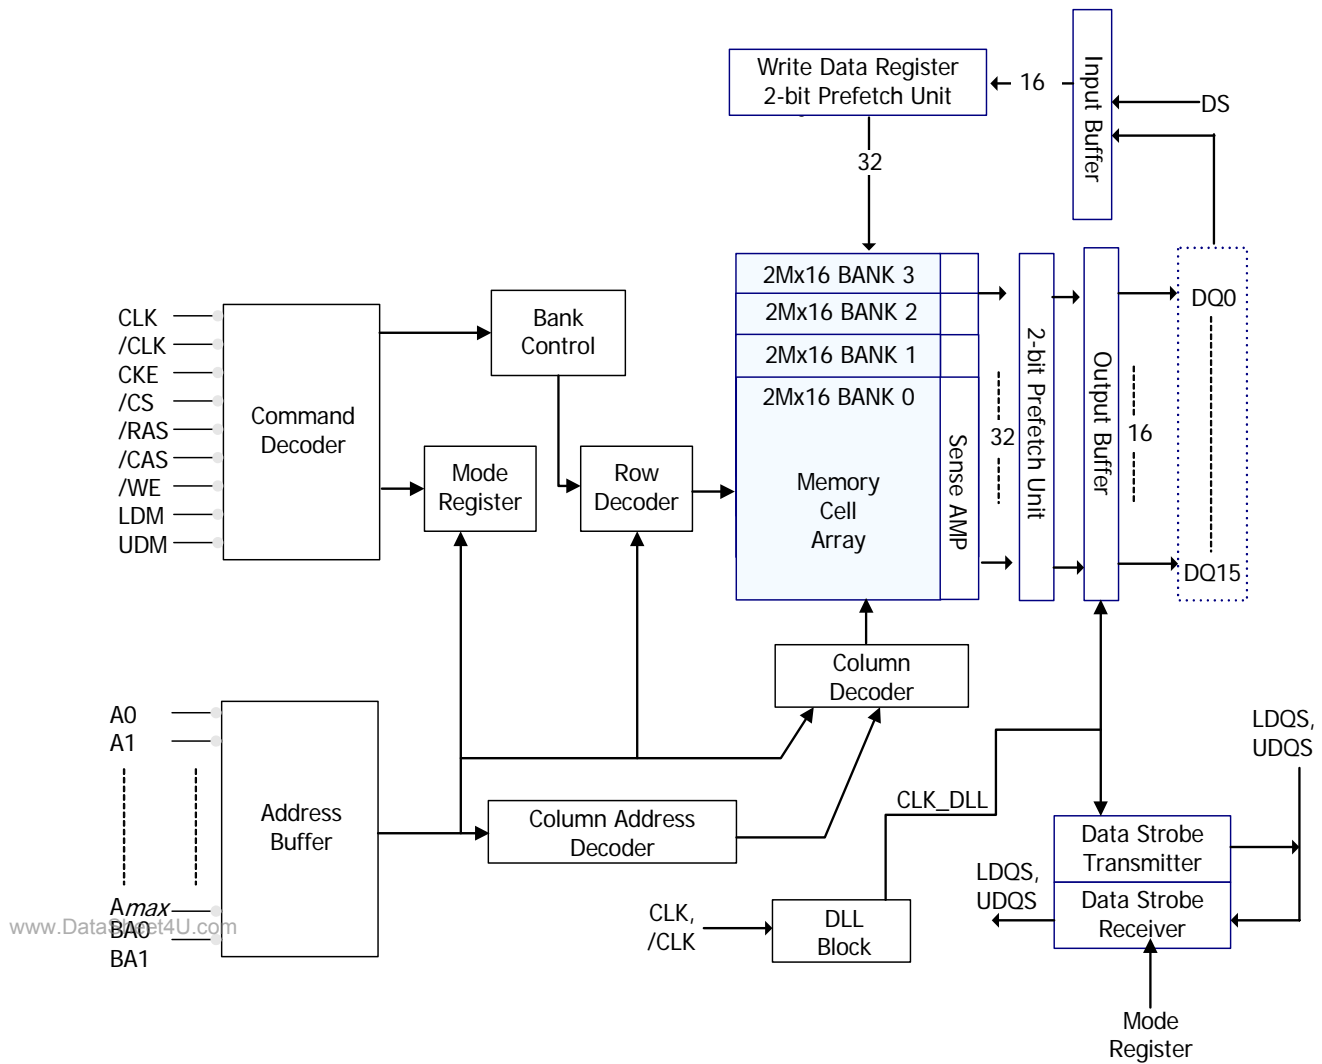 Write Data Register
2-bit Prefetch Unit
16
Input Buffer
DS
32
2Mx16 BANK 3
2Mx16 BANK 2
2Mx16 BANK 1
2Mx16 BANK 0
Memory
Cell
Array
Sense AMP
32
2-bit Prefetch Unit
Output Buffer
16
DQ0
DQ15
CLK
/CLK
CKE
/CS
/RAS
/CAS
/WE
LDM
UDM
Command
Decoder
Bank
Control
Mode
Register
Row
Decoder
Column
Decoder
A0
A1
Amax
BA0
BA1
Address
Buffer
Column Address
Decoder
CLK_DLL
CLK,
/CLK
DLL
Block
LDQS,
UDQS
Data Strobe
Transmitter
LDQS,
UDQS
Data Strobe
Receiver
Mode
Register
www.DataSheet4U.com